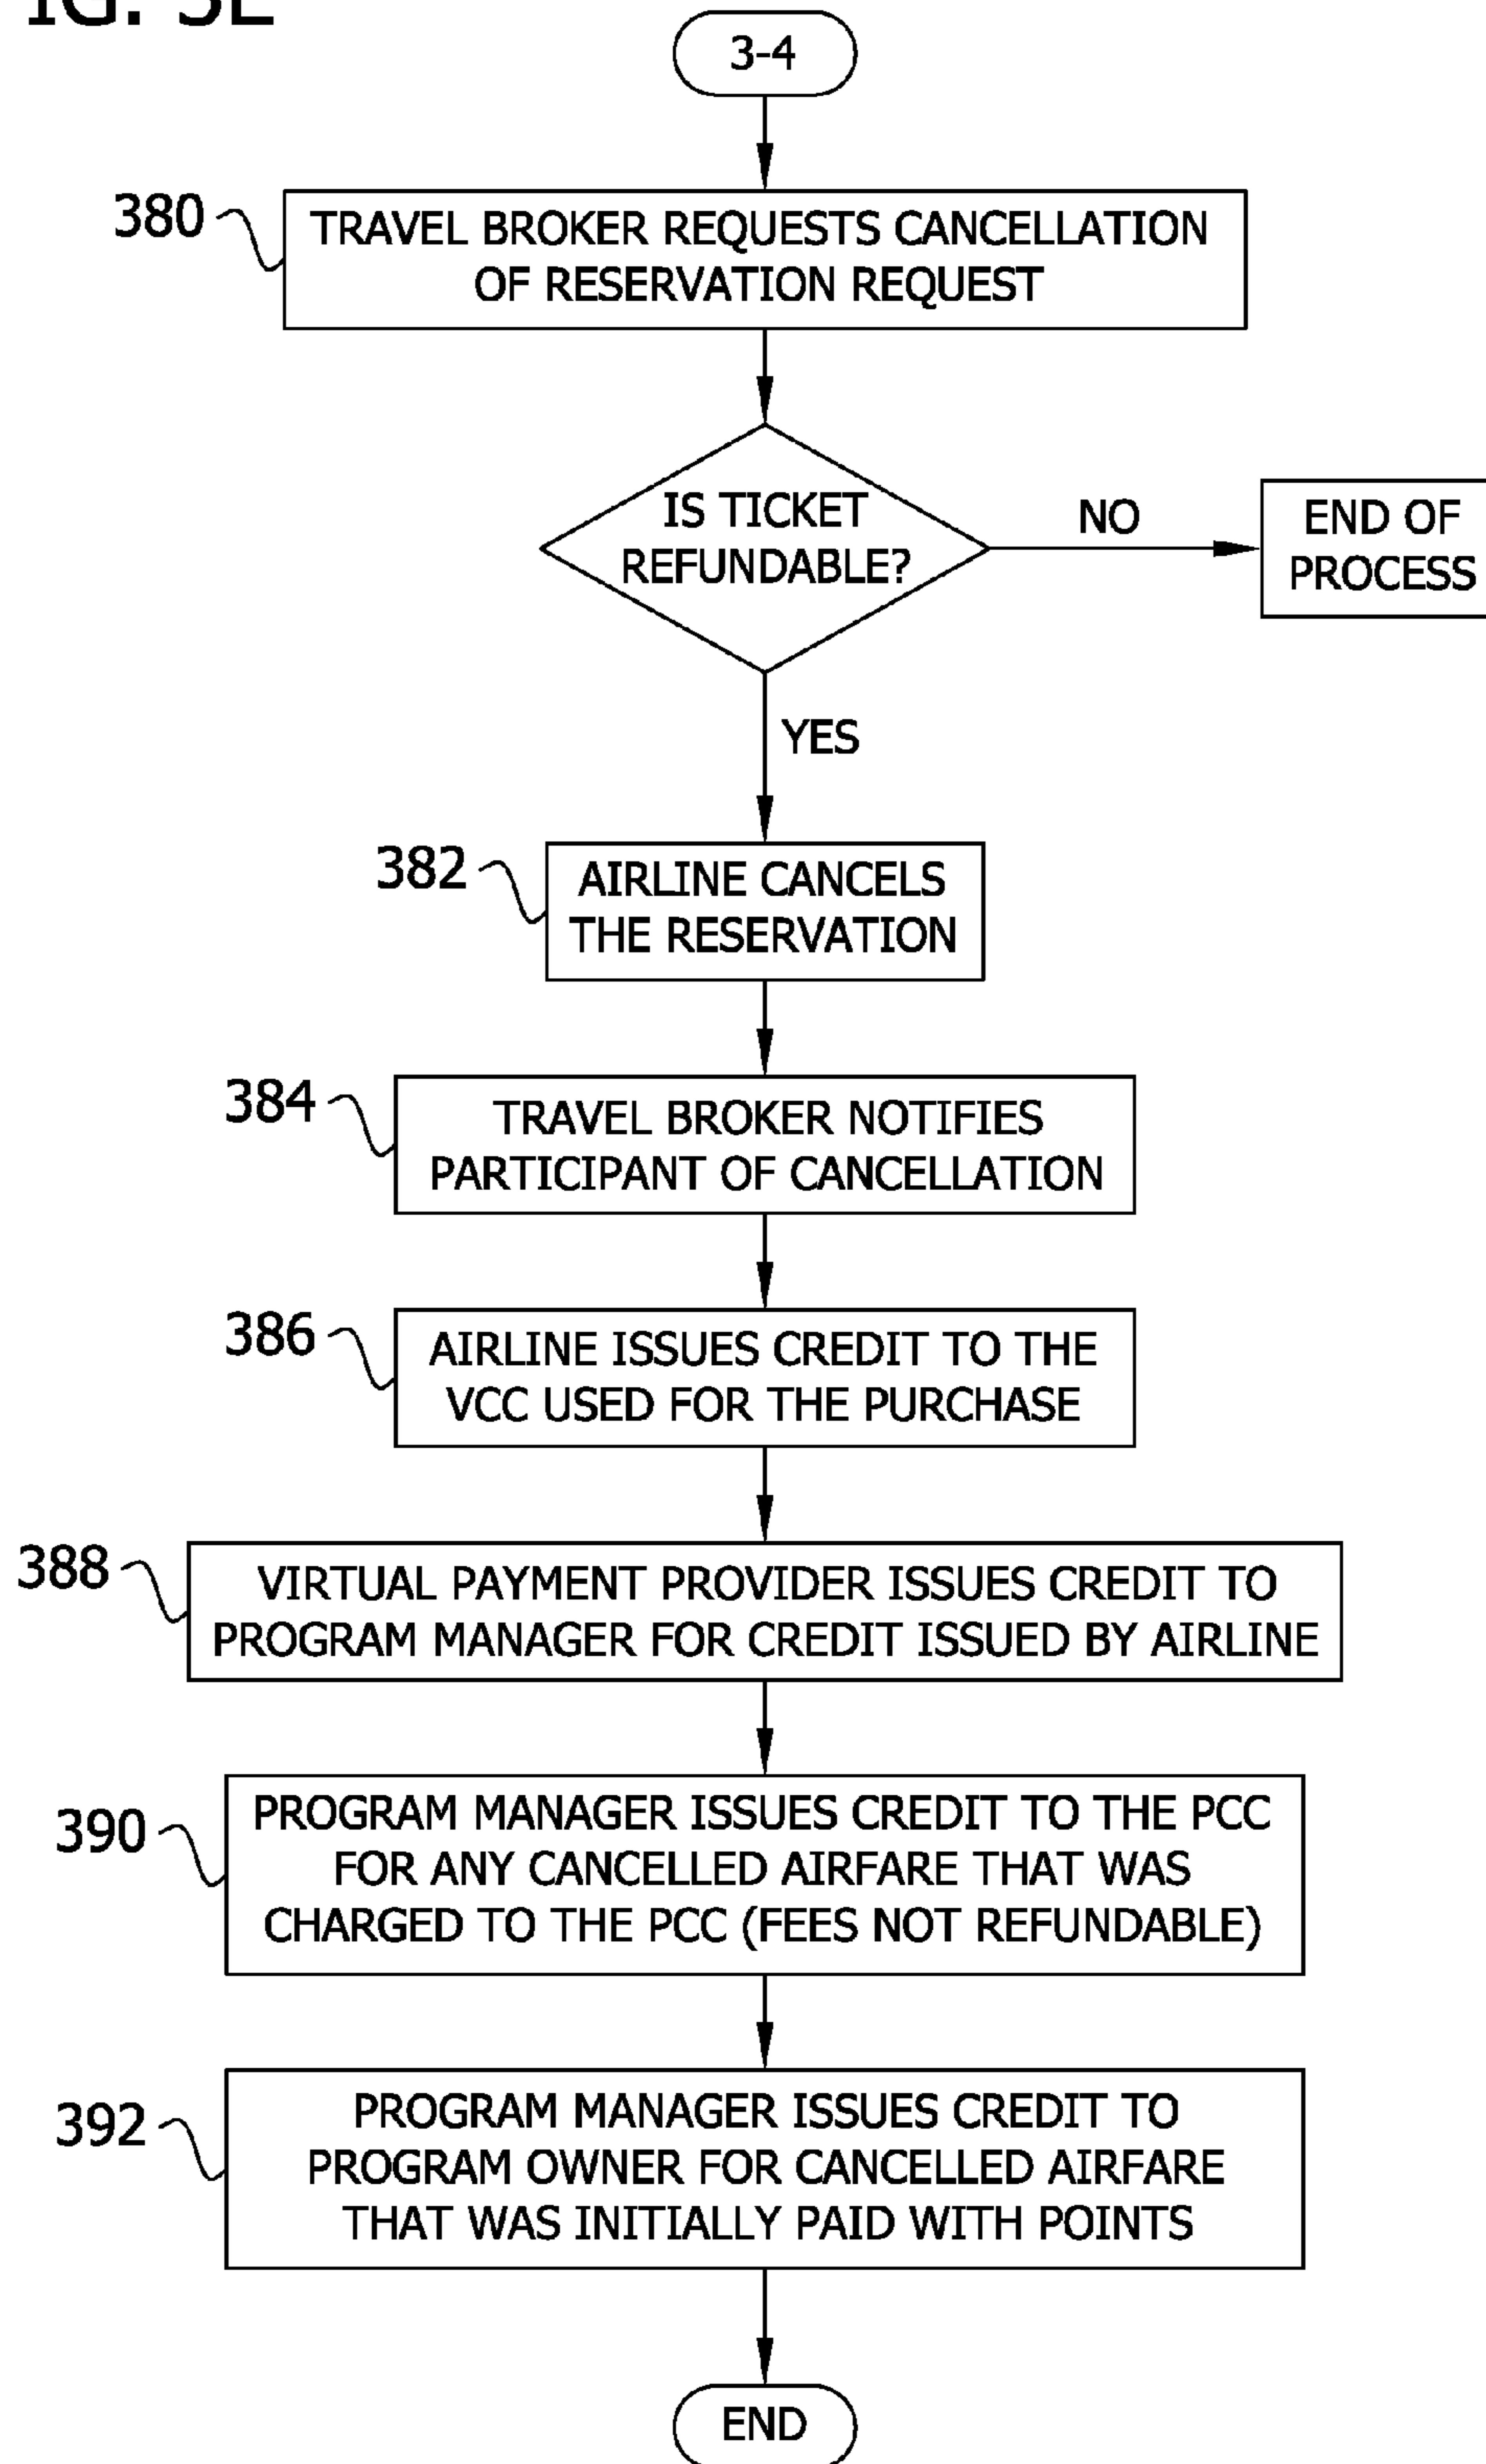 3-4
380
TRAVEL BROKER REQUESTS CANCELLATION
OF RESERVATION REQUEST
IS TICKET
REFUNDABLE?
NO
END OF
PROCESS
YES
382
AIRLINE CANCELS
THE RESERVATION
384
TRAVEL BROKER NOTIFIES
PARTICIPANT OF CANCELLATION
386
AIRLINE ISSUES CREDIT TO THE
VCC USED FOR THE PURCHASE
388
VIRTUAL PAYMENT PROVIDER ISSUES CREDIT TO
PROGRAM MANAGER FOR CREDIT ISSUED BY AIRLINE
390
PROGRAM MANAGER ISSUES CREDIT TO THE PCC
FOR ANY CANCELLED AIRFARE THAT WAS
CHARGED TO THE PCC (FEES NOT REFUNDABLE)
392
PROGRAM MANAGER ISSUES CREDIT TO
PROGRAM OWNER FOR CANCELLED AIRFARE
THAT WAS INITIALLY PAID WITH POINTS
END